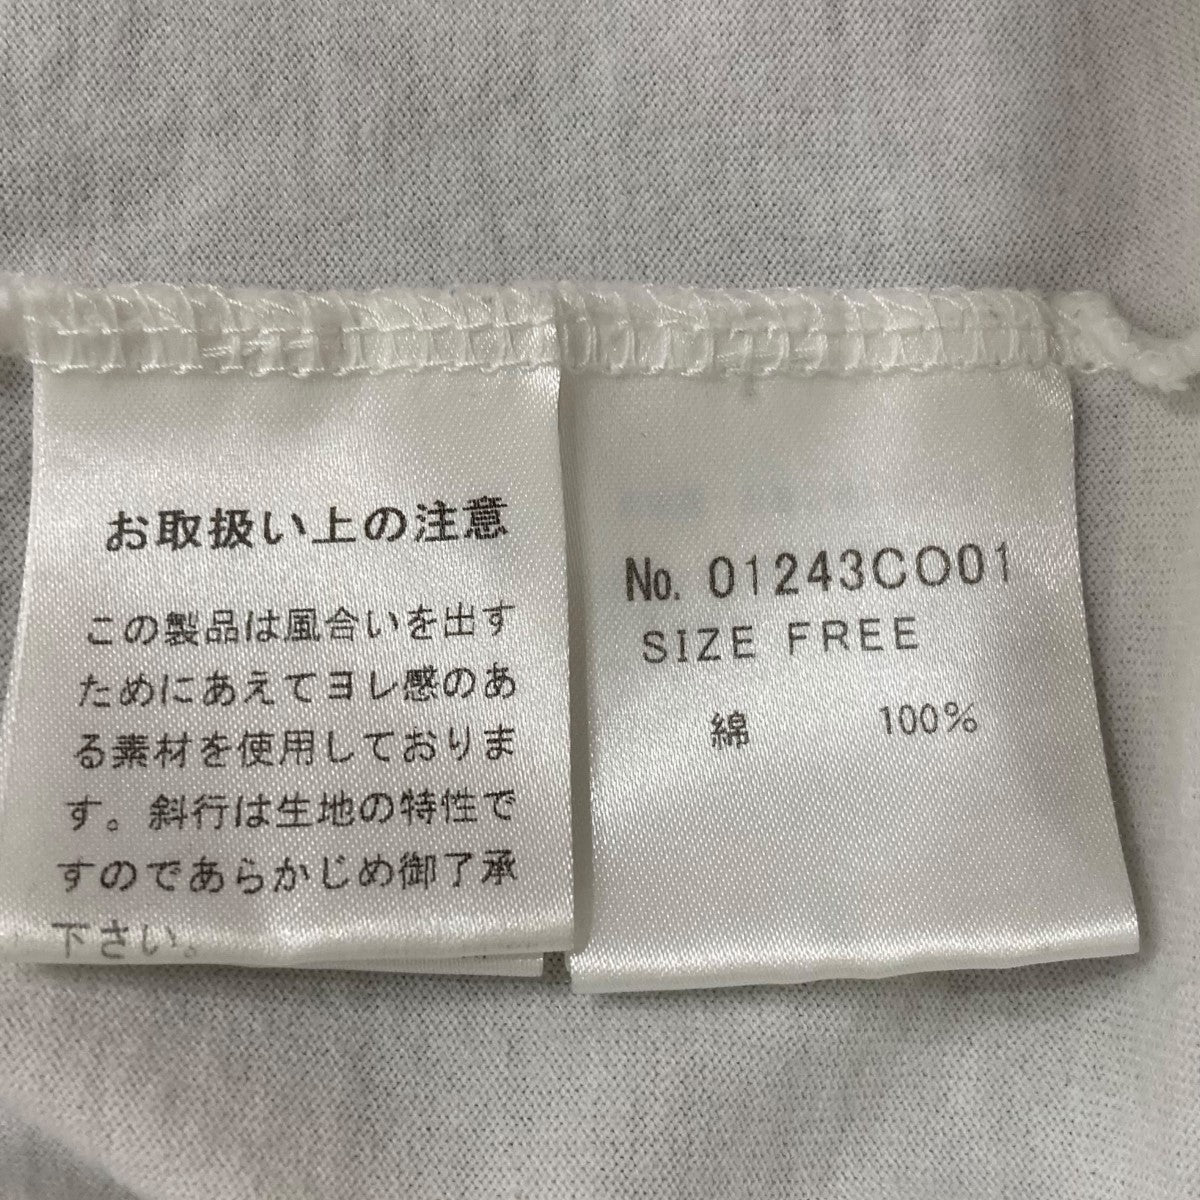 お取扱い上の注意
この製品は風合いを出す
ためにあえてヨレ感のあ
る素材を使用しておりま
す。斜行は生地の特性で
すのであらかじめ御了承
下さい。
No. 01243CO01
SIZE FREE
綿 100%